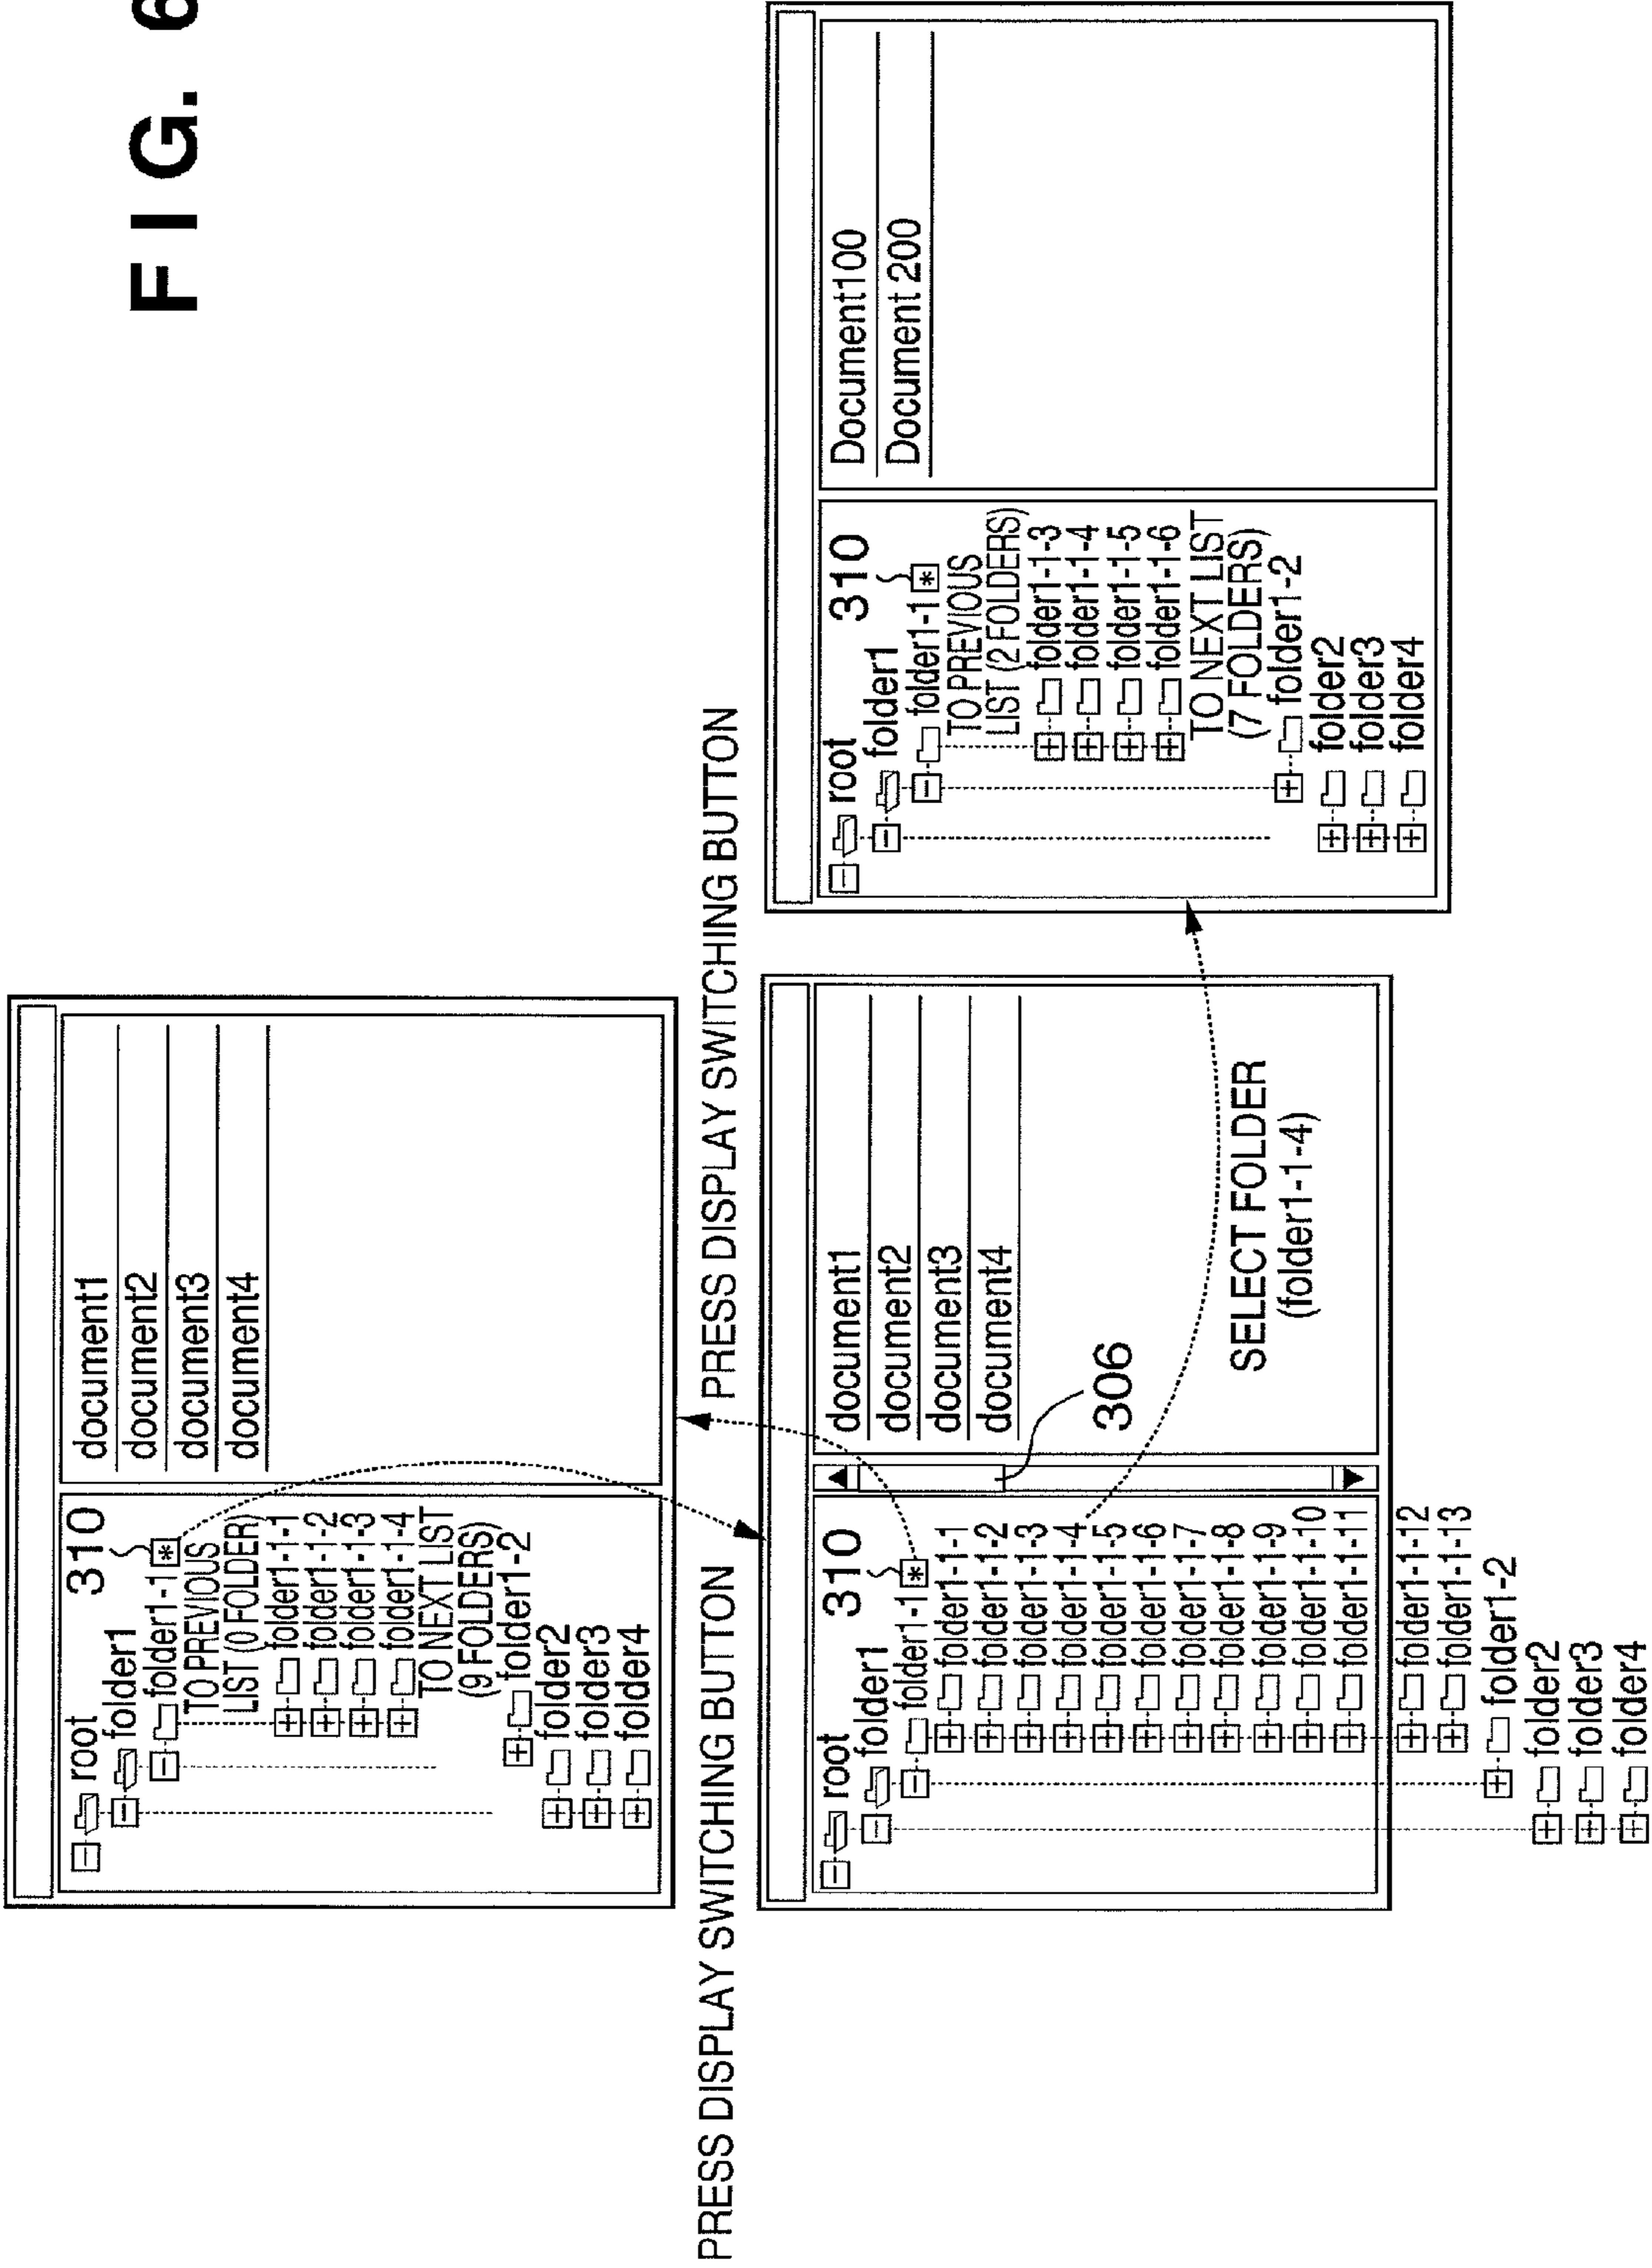 FIG. 6
root
310
folder1
folder1-1 *
TO PREVIOUS
LIST (0 FOLDER)
folder1-1-1
folder1-1-2
folder1-1-3
folder1-1-4
TO NEXT LIST
(9 FOLDERS)
folder1-2
folder2
folder3
folder4
document1
document2
document3
document4
PRESS DISPLAY SWITCHING BUTTON
PRESS DISPLAY SWITCHING BUTTON
root
310
folder1
folder1-1 *
folder1-1-1
folder1-1-2
folder1-1-3
folder1-1-4
folder1-1-5
folder1-1-6
folder1-1-7
folder1-1-8
folder1-1-9
folder1-1-10
folder1-1-11
folder1-1-12
folder1-1-13
folder1-2
folder2
folder3
folder4
document1
document2
document3
document4
306
SELECT FOLDER
(folder1-1-4)
root
310
folder1
folder1-1 *
TO PREVIOUS
LIST (2 FOLDERS)
folder1-1-3
folder1-1-4
folder1-1-5
folder1-1-6
TO NEXT LIST
(7 FOLDERS)
folder1-2
folder2
folder3
folder4
Document100
Document 200